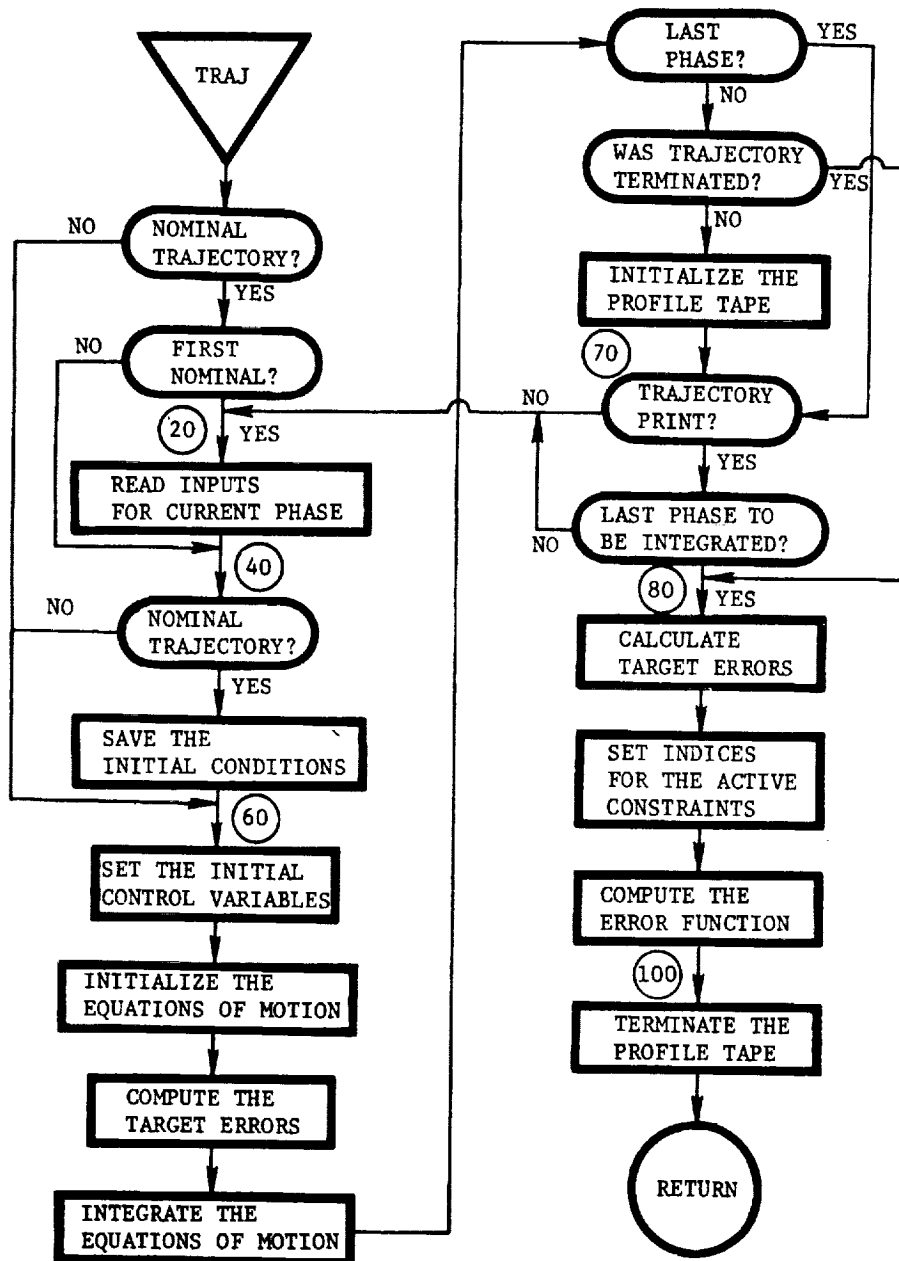 TRAJ
NO
NOMINAL
TRAJECTORY?
YES
NO
FIRST
NOMINAL?
20
YES
READ INPUTS
FOR CURRENT PHASE
40
NO
NOMINAL
TRAJECTORY?
YES
SAVE THE
INITIAL CONDITIONS
60
SET THE INITIAL
CONTROL VARIABLES
INITIALIZE THE
EQUATIONS OF MOTION
COMPUTE THE
TARGET ERRORS
INTEGRATE THE
EQUATIONS OF MOTION
LAST
PHASE?
YES
NO
WAS TRAJECTORY
TERMINATED?
YES
NO
INITIALIZE THE
PROFILE TAPE
70
NO
TRAJECTORY
PRINT?
YES
LAST PHASE TO
BE INTEGRATED?
NO
80
YES
CALCULATE
TARGET ERRORS
SET INDICES
FOR THE ACTIVE
CONSTRAINTS
COMPUTE THE
ERROR FUNCTION
100
TERMINATE THE
PROFILE TAPE
RETURN